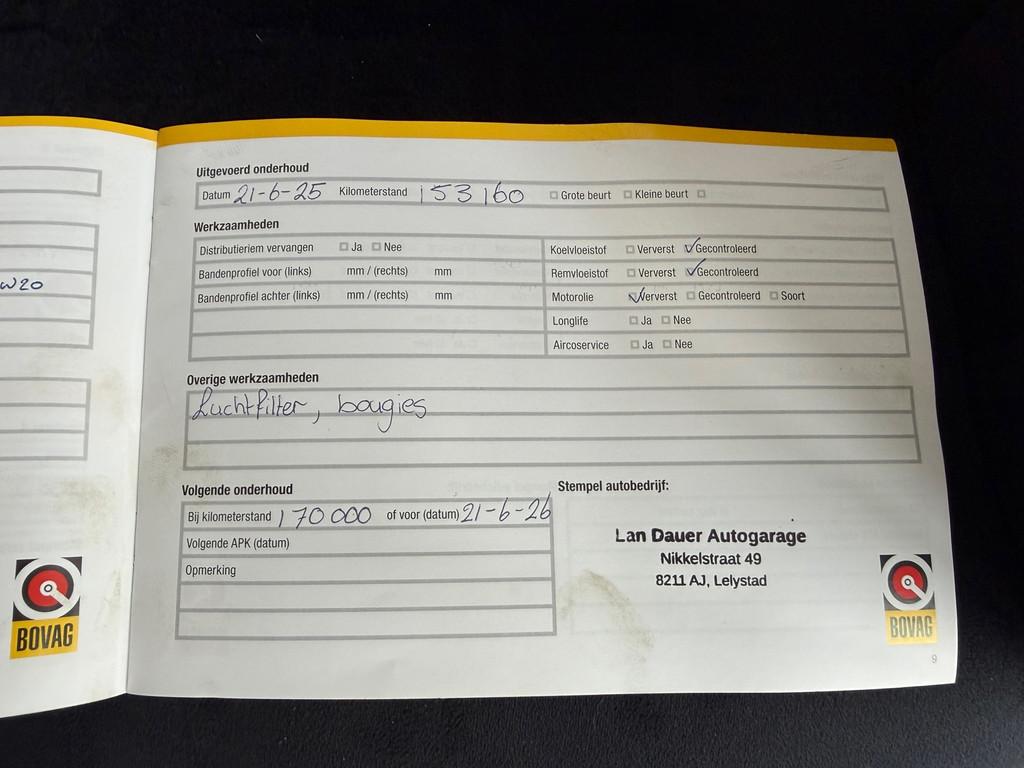 Uitgevoerd onderhoud
Datum 21-6-25 Kilometerstand 153160 Grote beurt Kleine beurt
Werkzaamheden
Distributieriem vervangen Ja Nee
Bandenprofiel voor (links) mm / (rechts) mm
Bandenprofiel achter (links) mm / (rechts) mm
Koelvloeistof Ververst Gecontroleerd
Remvloeistof Ververst Gecontroleerd
Motorolie Ververst Gecontroleerd Soort
Longlife Ja Nee
Aircoservice Ja Nee
Overige werkzaamheden
Luchtfilter, bougies
Volgende onderhoud
Bij kilometerstand 170 000 of voor (datum) 21-6-26
Volgende APK (datum)
Opmerking
Stempel autobedrijf:
Lan Dauer Autogarage
Nikkelstraat 49
8211 AJ, Lelystad
BOVAG
9
W20
BOVAG